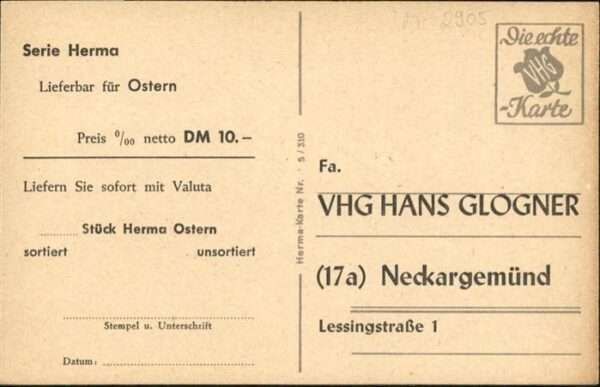 Nr. 2905
Serie Herma
Lieferbar für Ostern
Preis ⁰/₀₀ netto DM 10.–
Liefern Sie sofort mit Valuta
Stück Herma Ostern
sortiert unsortiert
Stempel u. Unterschrift
Datum:
Herma-Karte Nr. S/310
Die echte
VHG
-Karte
Fa.
VHG HANS GLOGNER
(17a) Neckargemünd
Lessingstraße 1